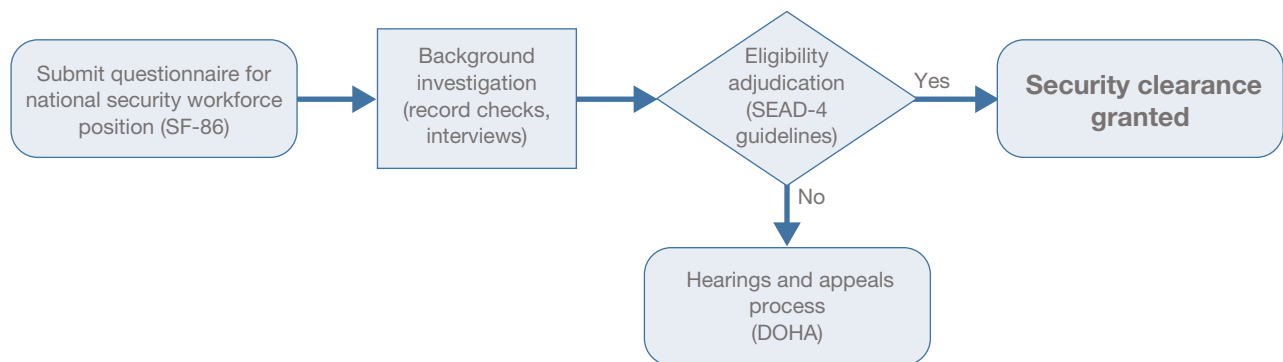 Submit questionnaire for
national security workforce
position (SF-86)
Background
investigation
(record checks,
interviews)
Eligibility
adjudication
(SEAD-4
guidelines)
Yes
Security clearance
granted
No
Hearings and appeals
process
(DOHA)